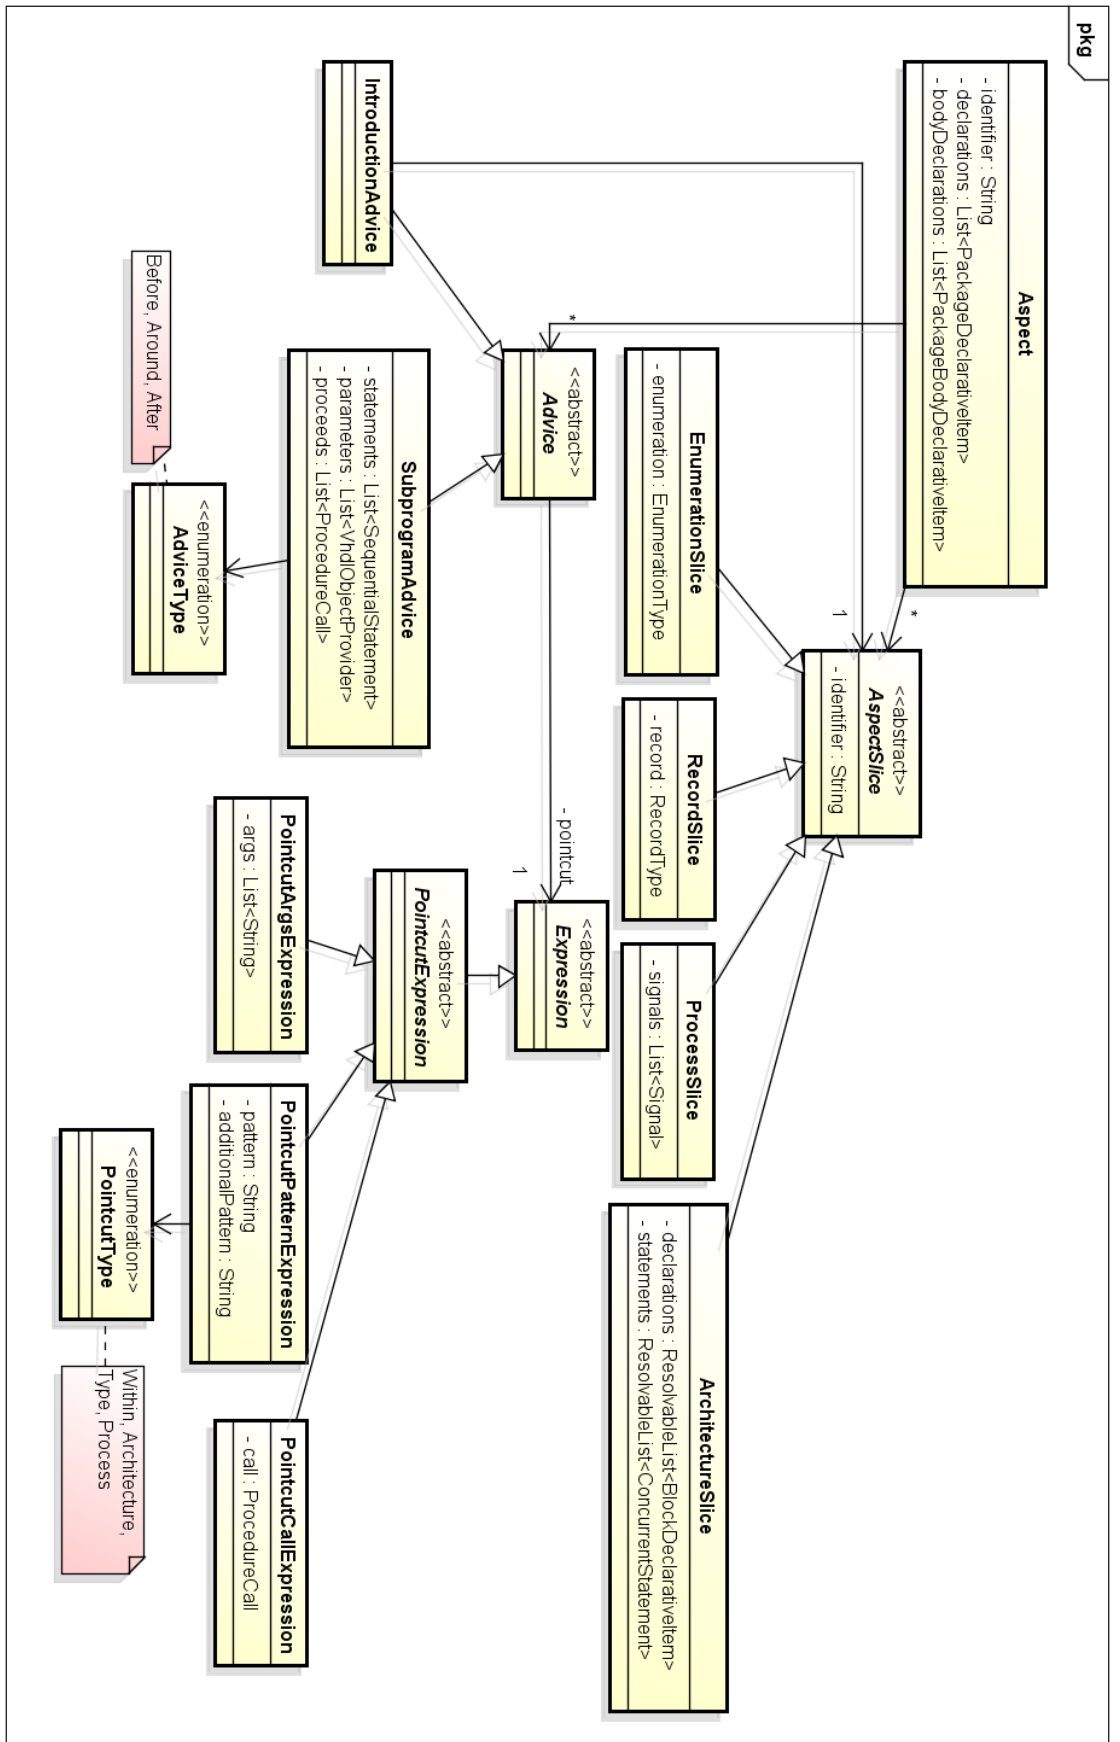 pkg
Aspect
- identifier : String
- declarations : List<PackageDeclarativeItem>
- bodyDeclarations : List<PackageBodyDeclarativeItem>
*
*
1
<<abstract>>
AspectSlice
- identifier : String
EnumerationSlice
- enumeration : EnumerationType
RecordSlice
- record : RecordType
ProcessSlice
- signals : List<Signal>
ArchitectureSlice
- declarations : ResolvableList<BlockDeclarativeItem>
- statements : ResolvableList<ConcurrentStatement>
IntroductionAdvice
<<abstract>>
Advice
- pointcut
1
<<abstract>>
Expression
SubprogramAdvice
- statements : List<SequentialStatement>
- parameters : List<VhdlObjectProvider>
- proceeds : List<ProcedureCall>
<<abstract>>
PointcutExpression
Before, Around, After
<<enumeration>>
AdviceType
PointcutArgsExpression
- args : List<String>
PointcutPatternExpression
- pattern : String
- additionalPattern : String
PointcutCallExpression
- call : ProcedureCall
<<enumeration>>
PointcutType
Within, Architecture,
Type, Process